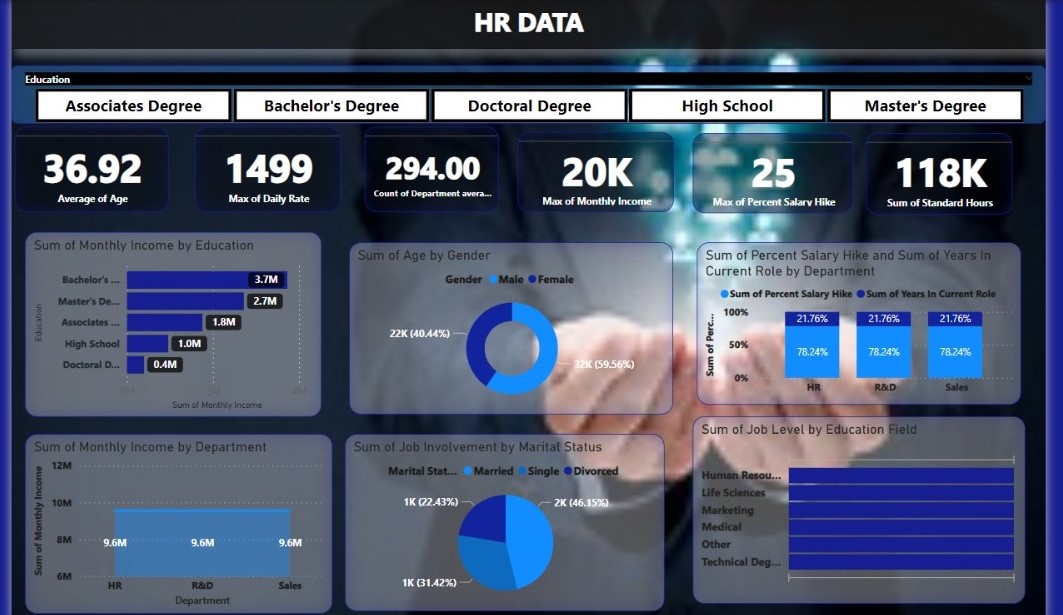 HR DATA
Education
Associates Degree
Bachelor's Degree
Doctoral Degree
High School
Master's Degree
36.92
Average of Age
1499
Max of Daily Rate
294.00
Count of Department avera...
20K
Max of Monthly Income
25
Max of Percent Salary Hike
118K
Sum of Standard Hours
Sum of Monthly Income by Education
Education
Bachelor's ...
3.7M
Master's De...
2.7M
Associates ...
1.8M
High School
1.0M
Doctoral D...
0.4M
0M 2M 4M
Sum of Monthly Income
Sum of Age by Gender
Gender Male Female
22K (40.44%)
32K (59.56%)
Sum of Percent Salary Hike and Sum of Years In
Current Role by Department
Sum of Percent Salary Hike Sum of Years In Current Role
Sum of Perc...
100%
50%
0%
21.76% 21.76% 21.76%
78.24% 78.24% 78.24%
HR R&D Sales
Sum of Monthly Income by Department
Sum of Monthly Income
12M
10M
8M
6M
9.6M 9.6M 9.6M
HR R&D Sales
Department
Sum of Job Involvement by Marital Status
Marital Stat... Married Single Divorced
1K (22.43%)
2K (46.15%)
1K (31.42%)
Sum of Job Level by Education Field
Human Resou...
Life Sciences
Marketing
Medical
Other
Technical Deg...